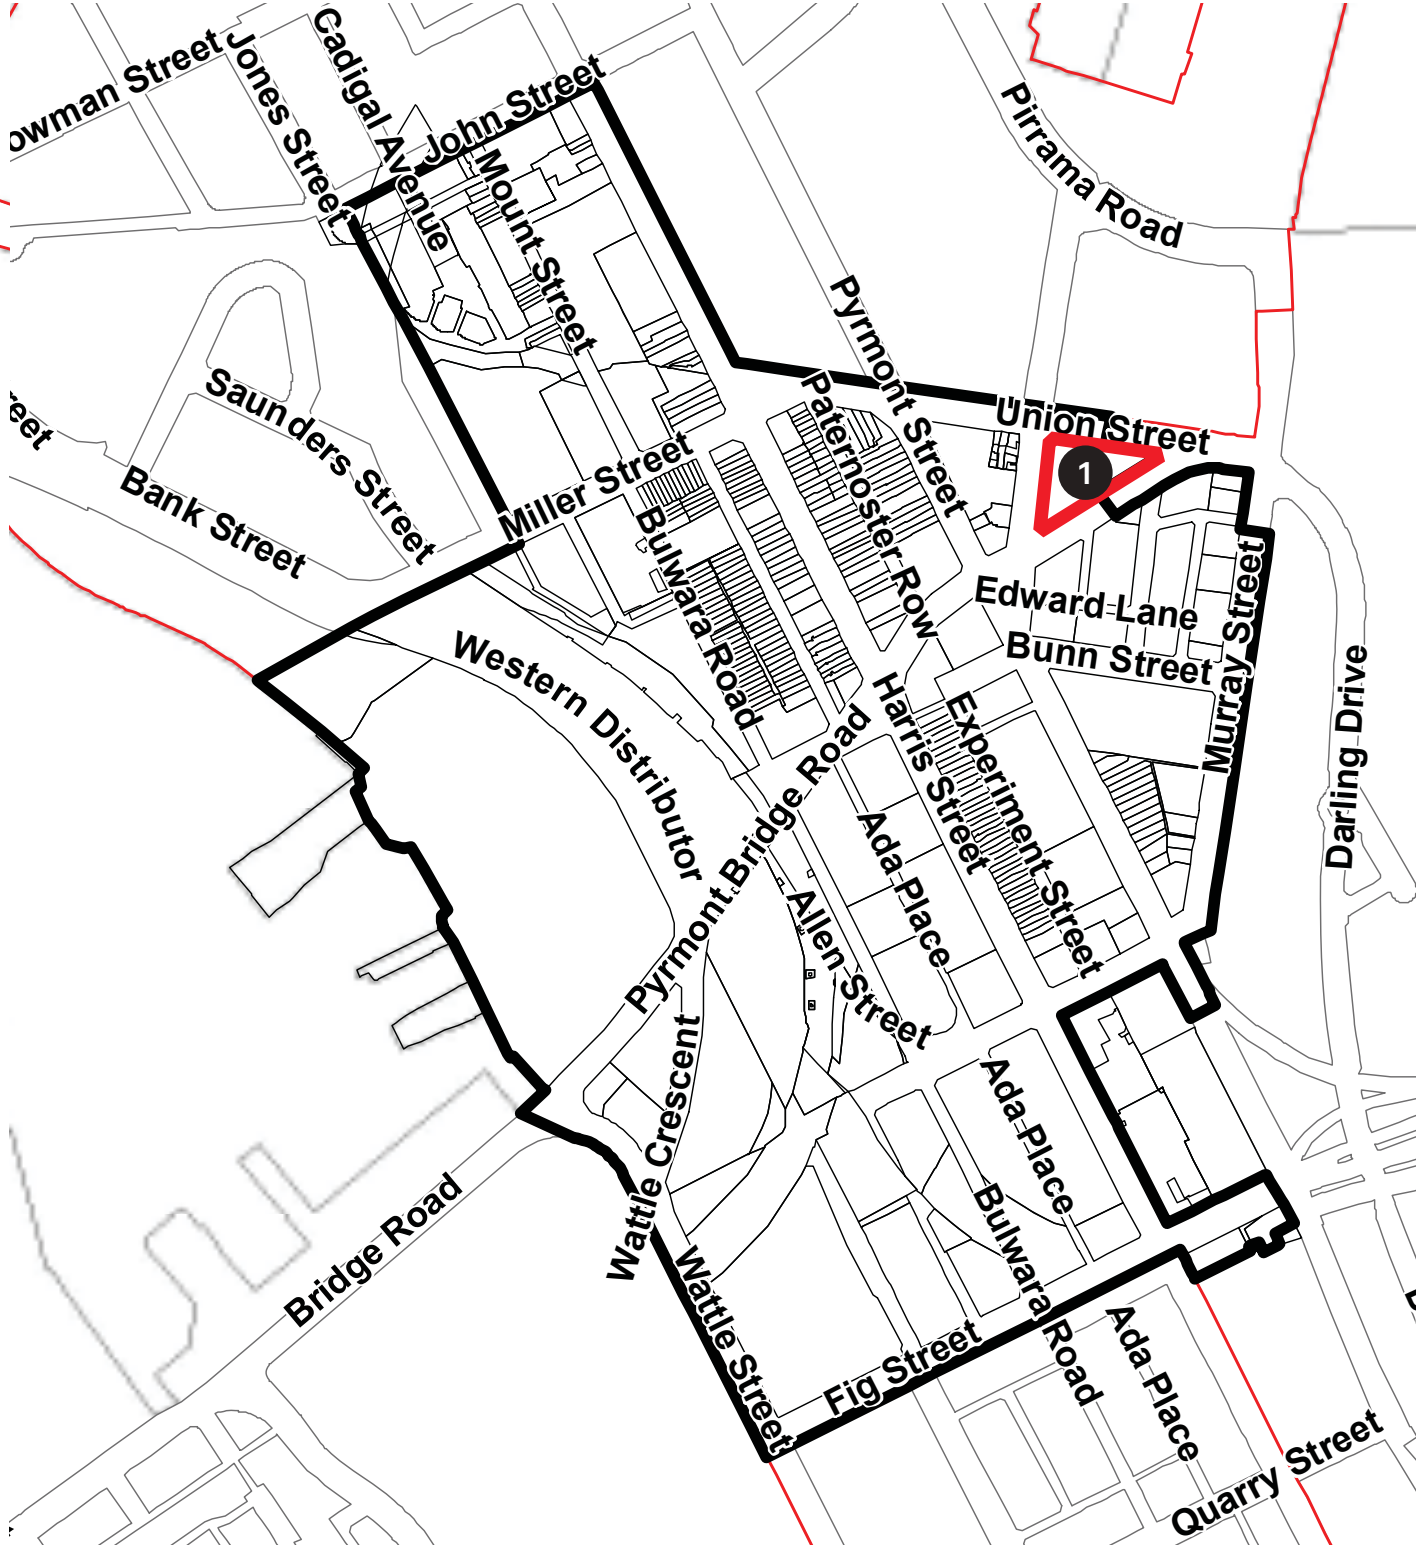 owman Street
Jones Street
Cadigal Avenue
John Street
Mount Street
Pirrama Road
Pyrmont Street
Paternoster Row
Union Street
1
reet
Saunders Street
Bank Street
Miller Street
Bulwara Road
Edward Lane
Bunn Street
Murray Street
Western Distributor
Harris Street
Experiment Street
Darling Drive
Pyrmont Bridge Road
Ada Place
Allen Street
Wattle Crescent
Ada Place
Bridge Road
Bulwara Road
Wattle Street
Fig Street
Ada Place
Quarry Street